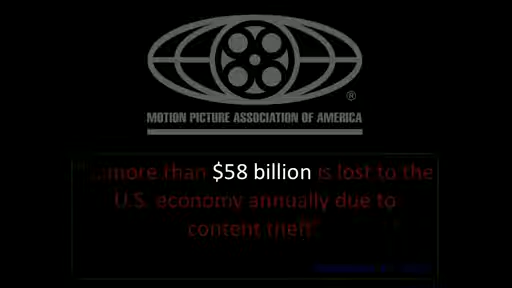 ®
MOTION PICTURE ASSOCIATION OF AMERICA
...more than $58 billion is lost to the
U.S. economy annually due to
content theft"